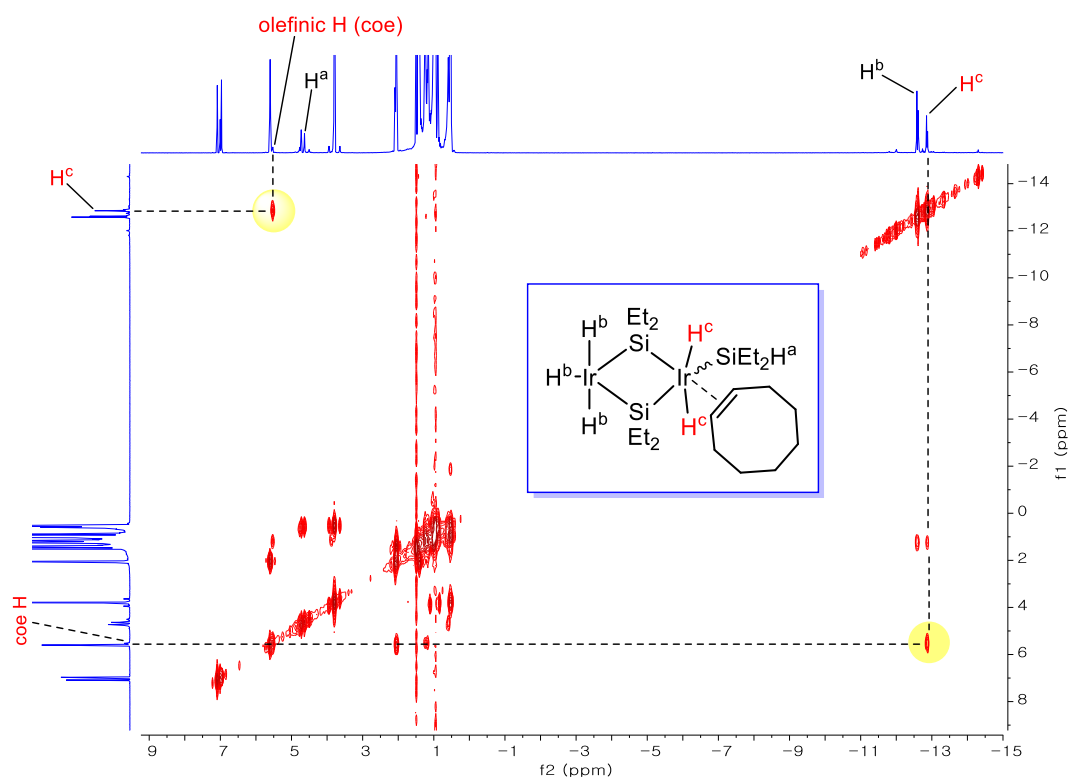 olefinic H (coe)
Hᵃ
Hᵇ
Hᶜ
Hᶜ
-14
-12
-10
-8
-6
-4
-2
0
2
4
6
8
f1 (ppm)
Et₂
Hᵇ
Si
Hᶜ
SiEt₂Hᵃ
Hᵇ-Ir
Ir
Si
Hᶜ
Hᵇ
Et₂
coe H
9 7 5 3 1 -1 -3 -5 -7 -9 -11 -13 -15
f2 (ppm)